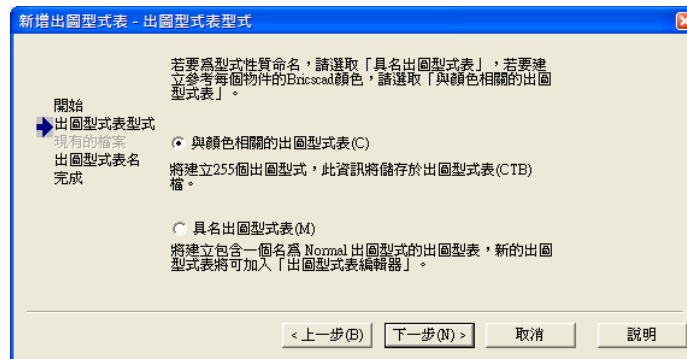 新增出圖型式表 - 出圖型式表型式
若要為型式性質命名，請選取「具名出圖型式表」，若要建
立參考每個物件的Bricscad顏色，請選取「與顏色相關的出圖
型式表」。
開始
出圖型式表型式
現有的檔案
出圖型式表名
完成
與顏色相關的出圖型式表(C)
將建立255個出圖型式，此資訊將儲存於出圖型式表(CTB)
檔。
具名出圖型式表(M)
將建立包含一個名為 Normal 出圖型式的出圖型表，新的出圖
型式表將可加入「出圖型式表編輯器」。
<上一步(B)
下一步(N)>
取消
說明